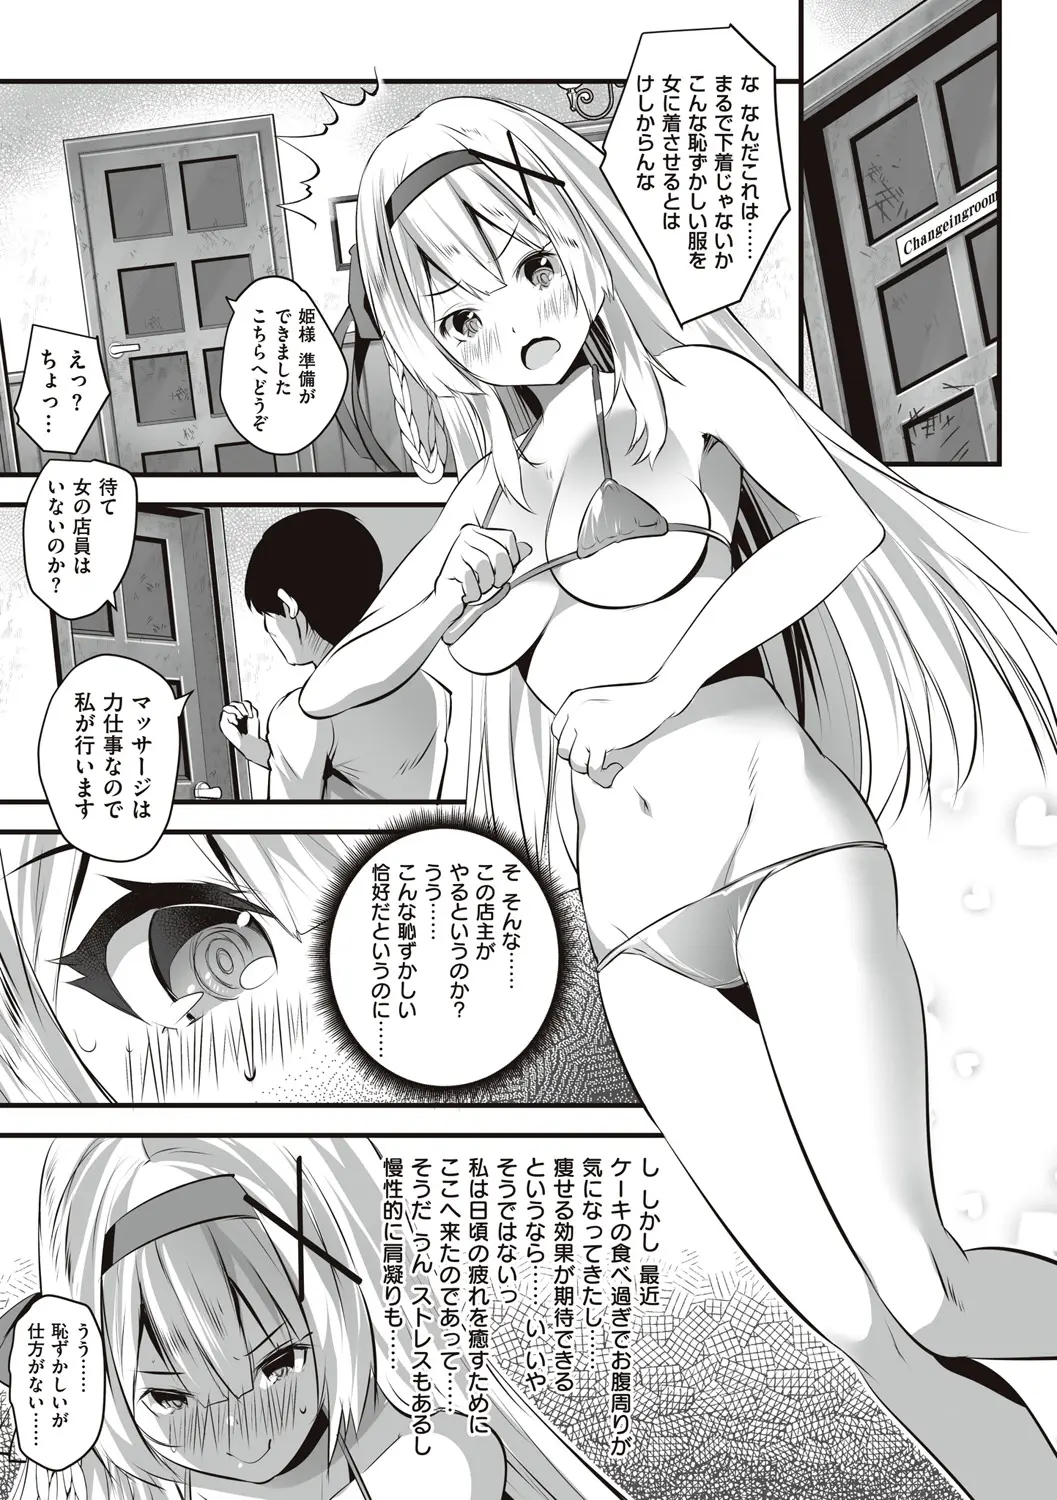 Changeingroom
な なんだこれは……
まるで下着じゃないか
こんな恥ずかしい服を
女に着させるとは
けしからんな
姫様 準備が
できました
こちらへどうぞ
えっ？
ちょっ…
待て
女の店員は
いないのか？
マッサージは
力仕事なので
私が行います
そ そんな……
この店主が
やるというのか？
うう……
こんな恥ずかしい
恰好だというのに……
し しかし 最近
ケーキの食べ過ぎでお腹周りが
気になってきたし……
痩せる効果が期待できる
というなら……い いや
そうではないっ
私は日頃の疲れを癒すために
ここへ来たのであって……
そうだ うん ストレスもあるし
慢性的に肩凝りも……
うう……
恥ずかしいが
仕方がない……